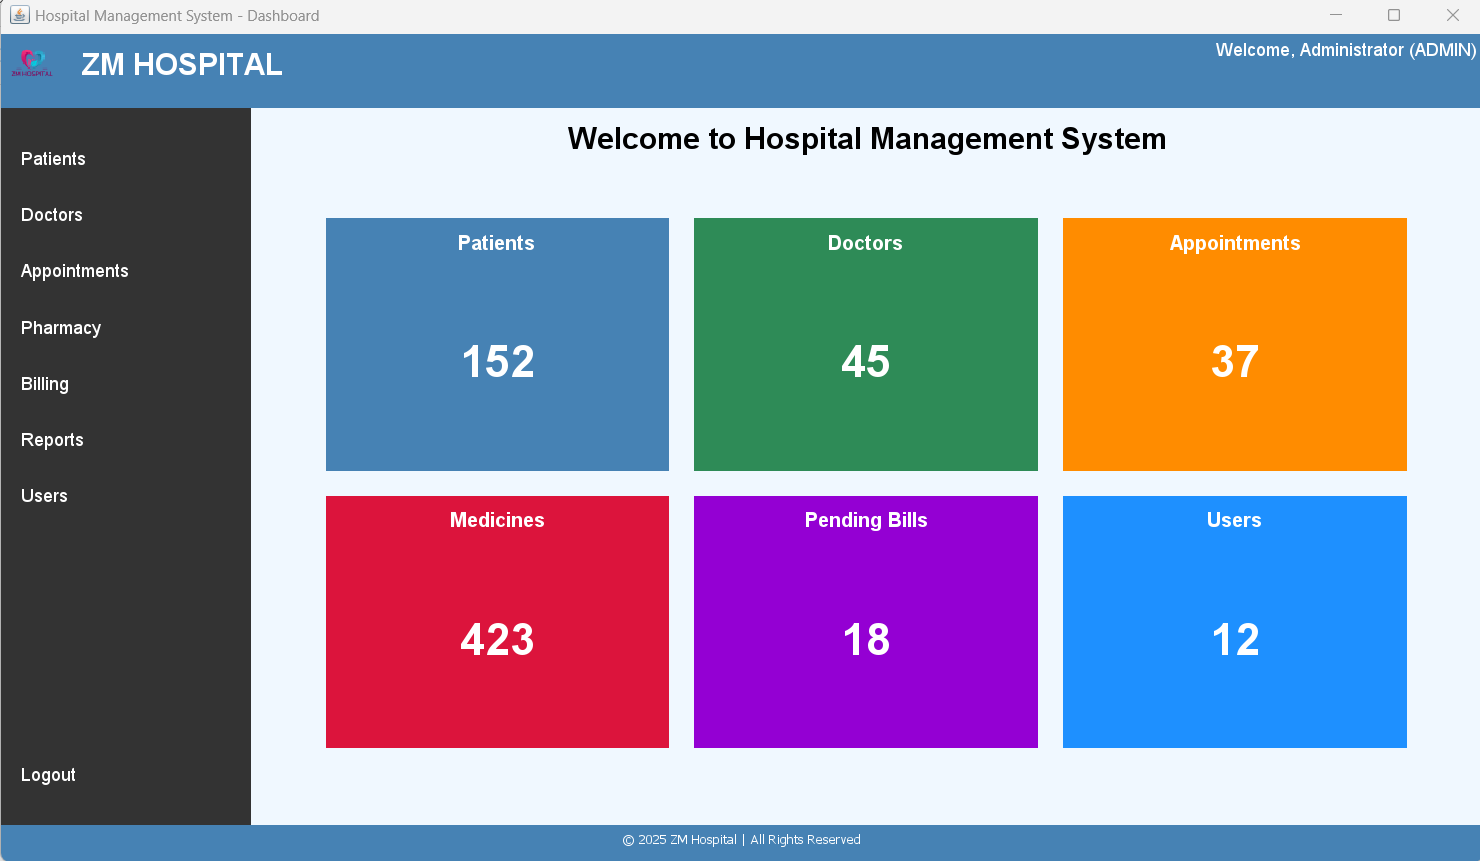 Hospital Management System - Dashboard
ZM HOSPITAL
ZM HOSPITAL
Welcome, Administrator (ADMIN)
Patients
Doctors
Appointments
Pharmacy
Billing
Reports
Users
Logout
Welcome to Hospital Management System
Patients
152
Doctors
45
Appointments
37
Medicines
423
Pending Bills
18
Users
12
© 2025 ZM Hospital | All Rights Reserved